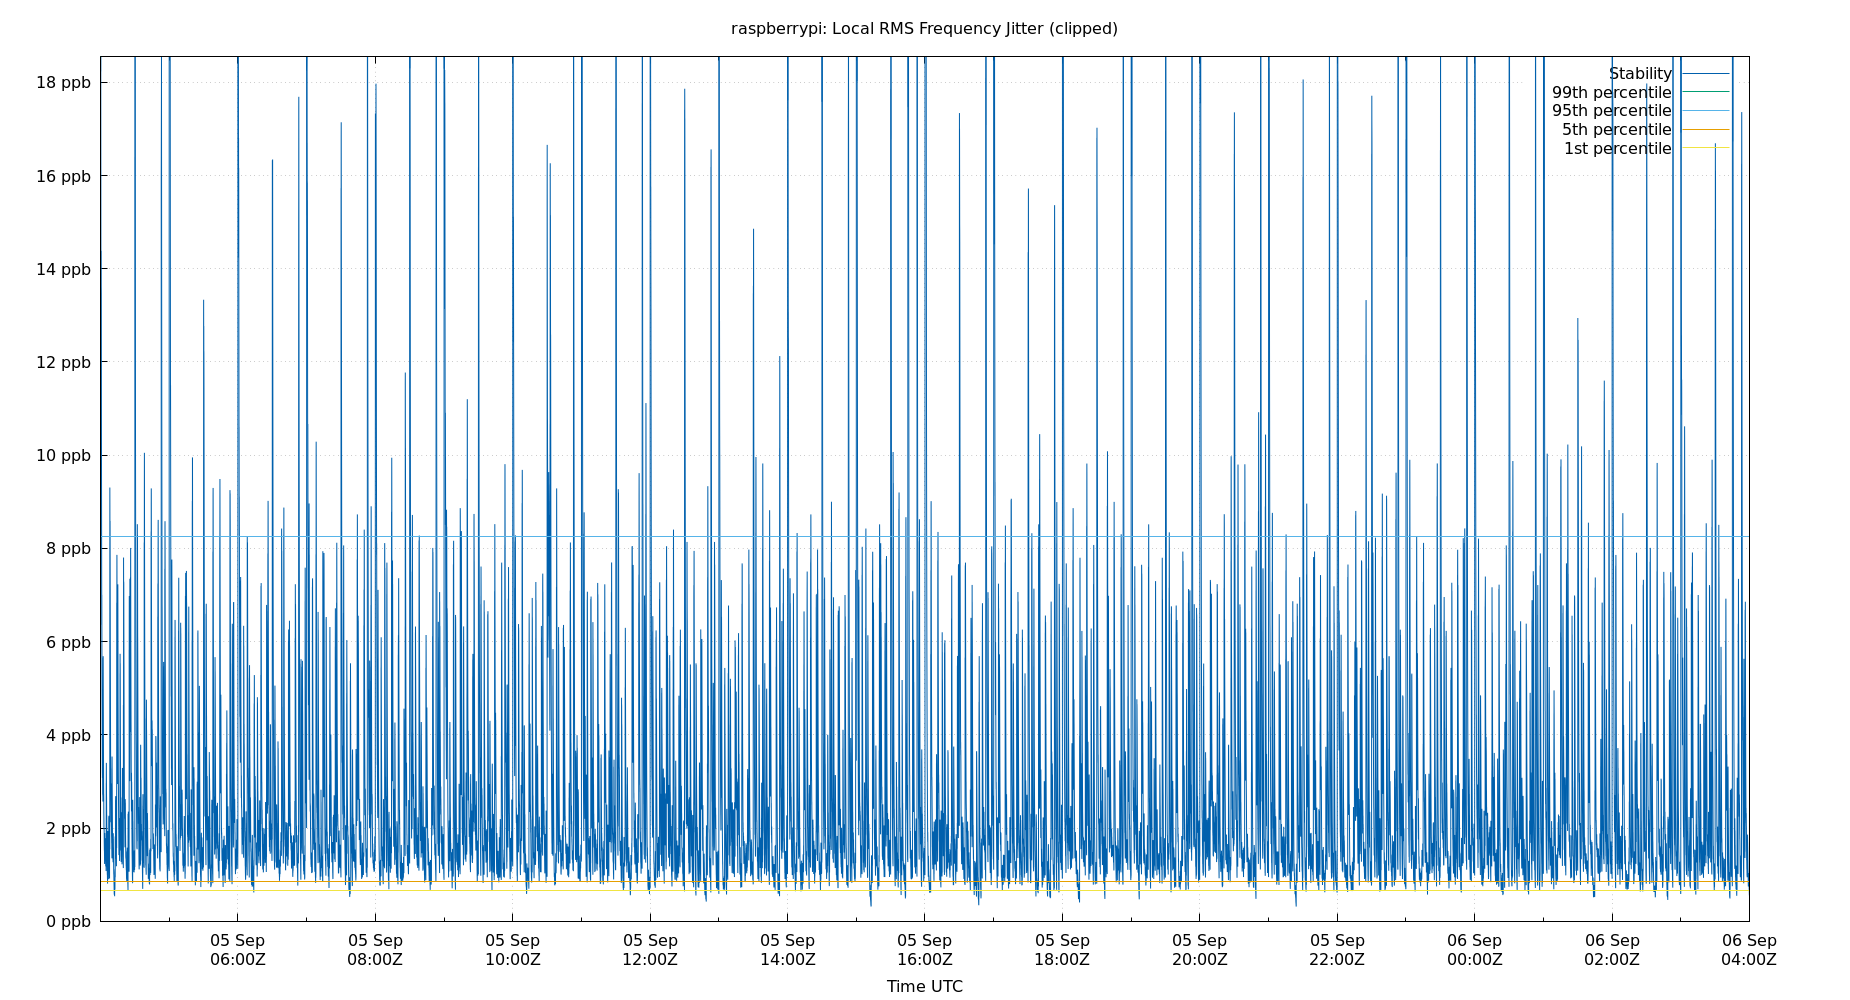 raspberrypi: Local RMS Frequency Jitter (clipped)
18 ppb
16 ppb
14 ppb
12 ppb
10 ppb
8 ppb
6 ppb
4 ppb
2 ppb
0 ppb
Stability
99th percentile
95th percentile
5th percentile
1st percentile
05 Sep 05 Sep 05 Sep 05 Sep 05 Sep 05 Sep 05 Sep 05 Sep 05 Sep 06 Sep 06 Sep 06 Sep
06:00Z 08:00Z 10:00Z 12:00Z 14:00Z 16:00Z 18:00Z 20:00Z 22:00Z 00:00Z 02:00Z 04:00Z
Time UTC